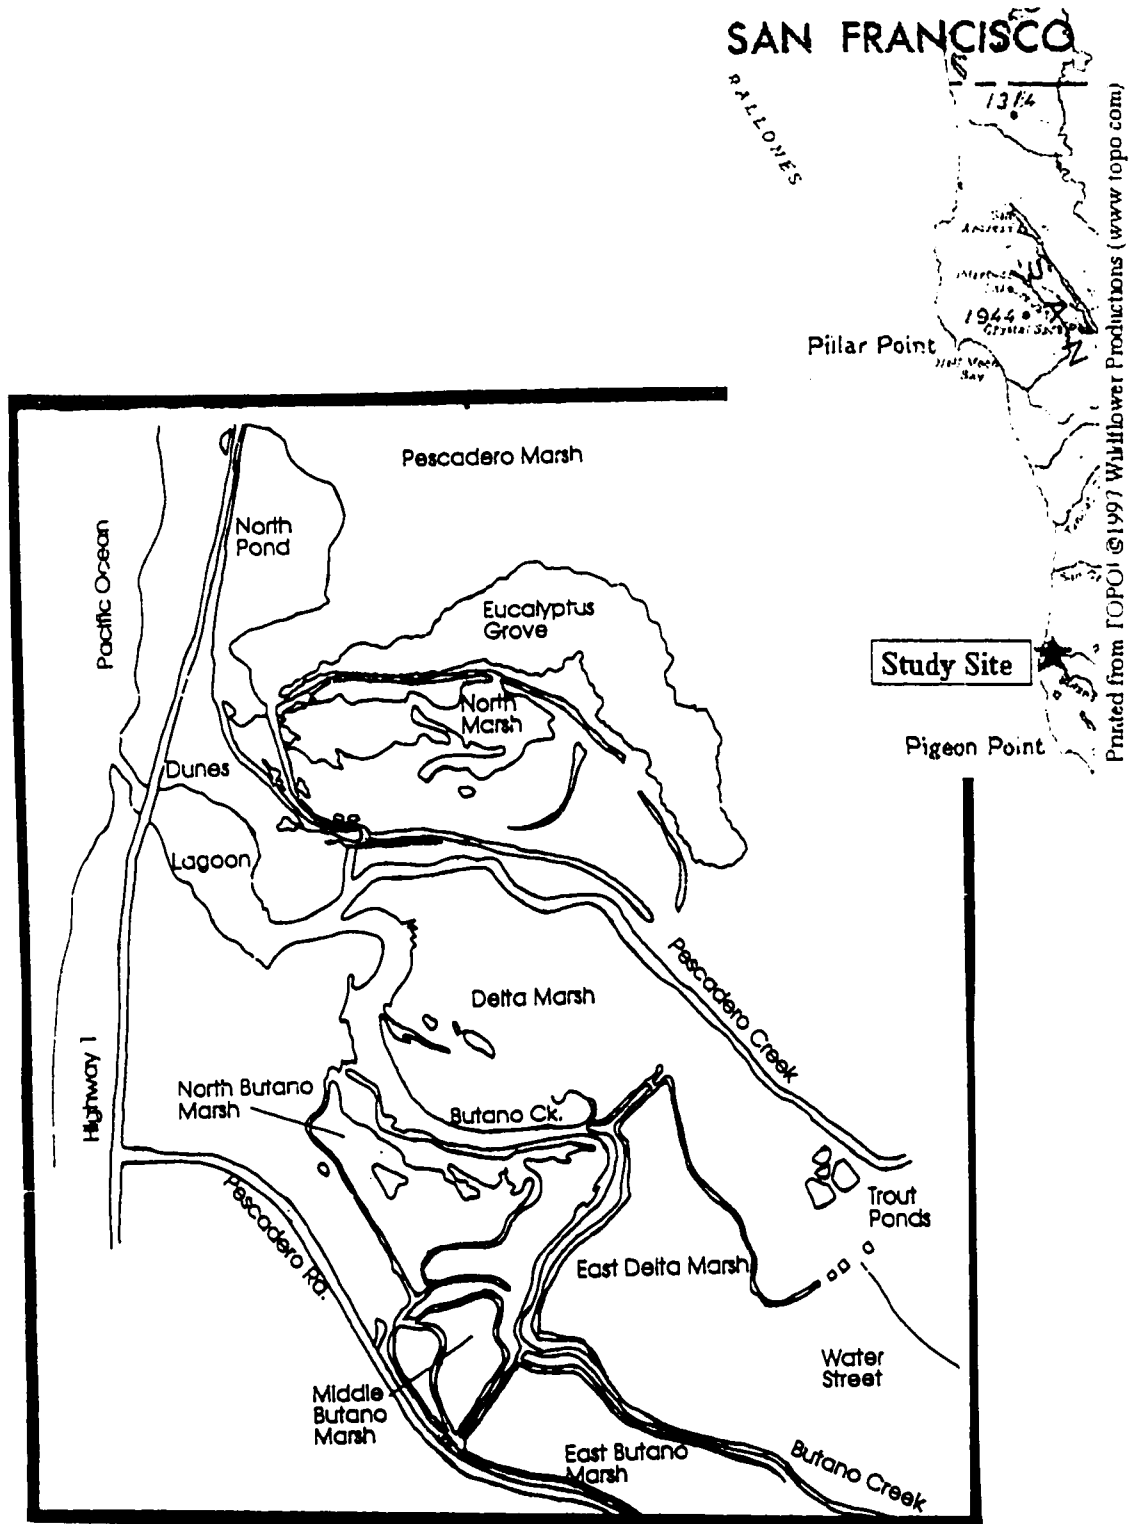 SAN FRANCISCO
1314
1944
Pillar Point
Study Site
Pigeon Point
Printed from TOPO! ©1997 Wildflower Productions (www topo com)
Pescadero Marsh
North
Pond
Pacific Ocean
Eucalyptus
Grove
North
Marsh
Dunes
Lagoon
Pescadero Creek
Delta Marsh
Highway 1
North Butano
Marsh
Butano Ck.
Pescadero Rd.
Trout
Ponds
East Delta Marsh
Water
Street
Middle
Butano
Marsh
East Butano
Marsh
Butano Creek